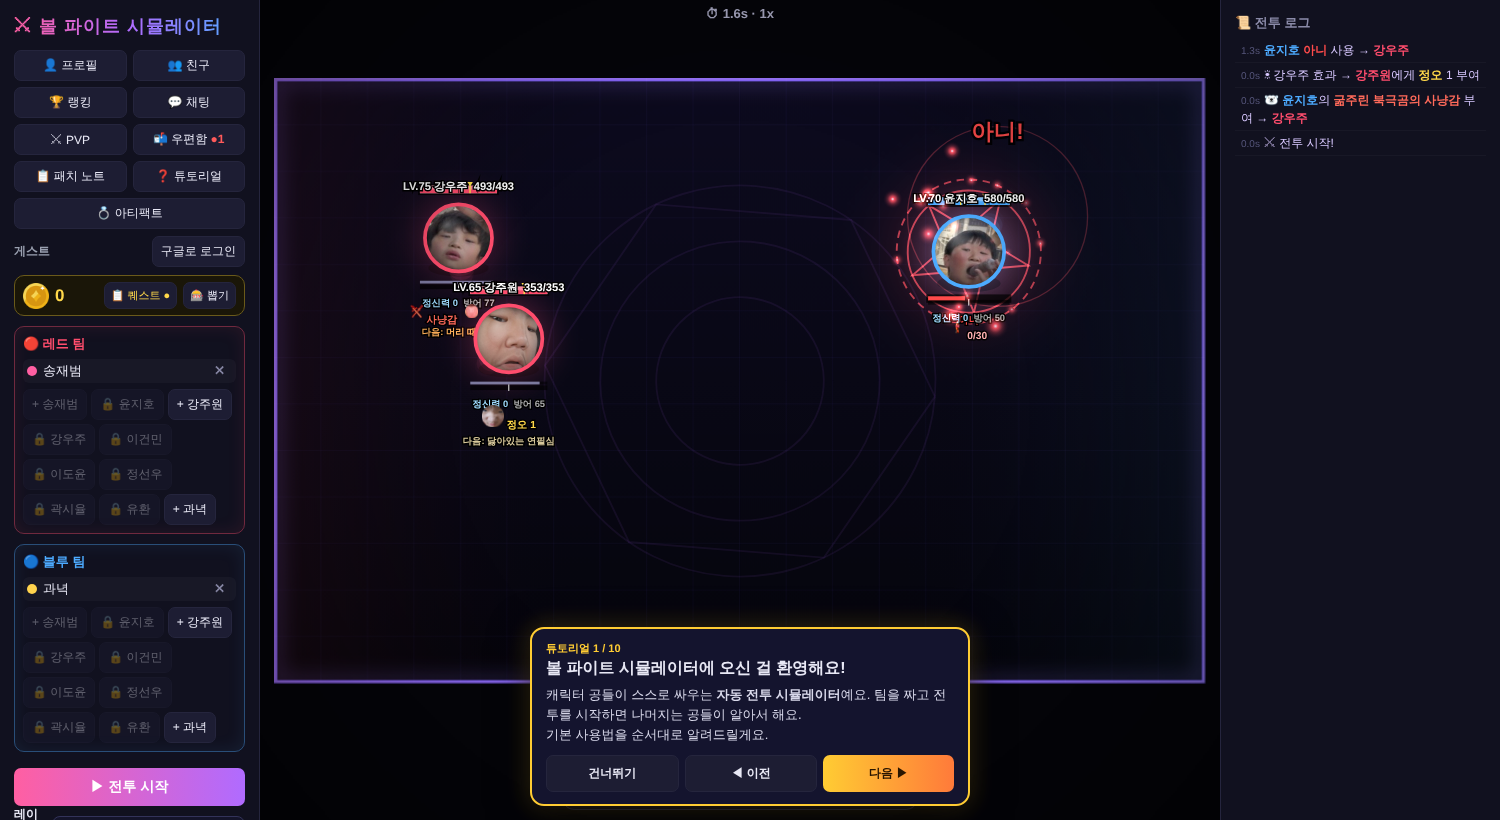 ⚔ 볼 파이트 시뮬레이터
👤 프로필
👥 친구
🏆 랭킹
💬 채팅
⚔ PVP
📬 우편함 ●1
📋 패치 노트
❓ 튜토리얼
💍 아티팩트
게스트
구글로 로그인
0
📋 퀘스트 ●
🎰 뽑기
🔴 레드 팀
송재범 ✕
+ 송재범
🔒 윤지호
+ 강주원
🔒 강우주
🔒 이건민
🔒 이도윤
🔒 정선우
🔒 곽시율
🔒 유환
+ 과녁
🔵 블루 팀
과녁 ✕
+ 송재범
🔒 윤지호
+ 강주원
🔒 강우주
🔒 이건민
🔒 이도윤
🔒 정선우
🔒 곽시율
🔒 유환
+ 과녁
▶ 전투 시작
레이
⏱ 1.6s · 1x
LV.75 강우주 493/493
정신력 0 방어 77
사냥감
다음: 머리
LV.65 강주원 353/353
정신력 0 방어 65
정오 1
다음: 닳아있는 연필심
아니!
LV.70 윤지호 580/580
정신력 0 방어 50
0/30
튜토리얼 1 / 10
볼 파이트 시뮬레이터에 오신 걸 환영해요!
캐릭터 공들이 스스로 싸우는 자동 전투 시뮬레이터예요. 팀을 짜고 전
투를 시작하면 나머지는 공들이 알아서 해요.
기본 사용법을 순서대로 알려드릴게요.
건너뛰기
◀ 이전
다음 ▶
📜 전투 로그
1.3s 윤지호 아니 사용 → 강우주
0.0s 강우주 효과 → 강주원에게 정오 1 부여
0.0s 🐻‍❄️ 윤지호의 굶주린 북극곰의 사냥감 부
여 → 강우주
0.0s ⚔ 전투 시작!